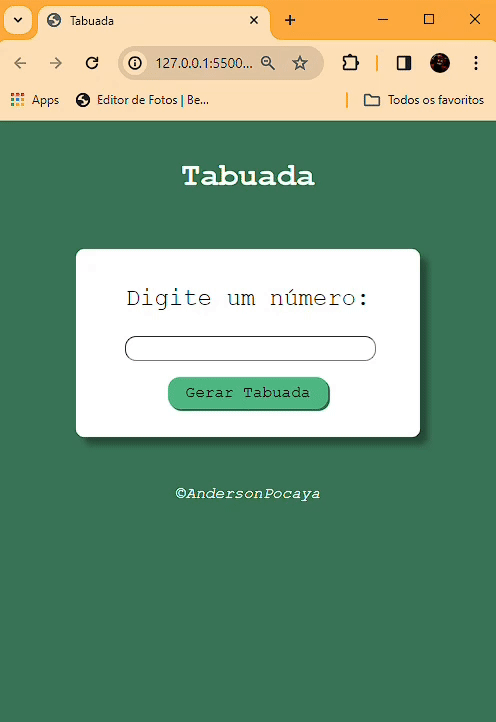 Tabuada
127.0.0.1:5500...
Apps
Editor de Fotos | Be...
Todos os favoritos
Tabuada
Digite um número:
Gerar Tabuada
©AndersonPocaya